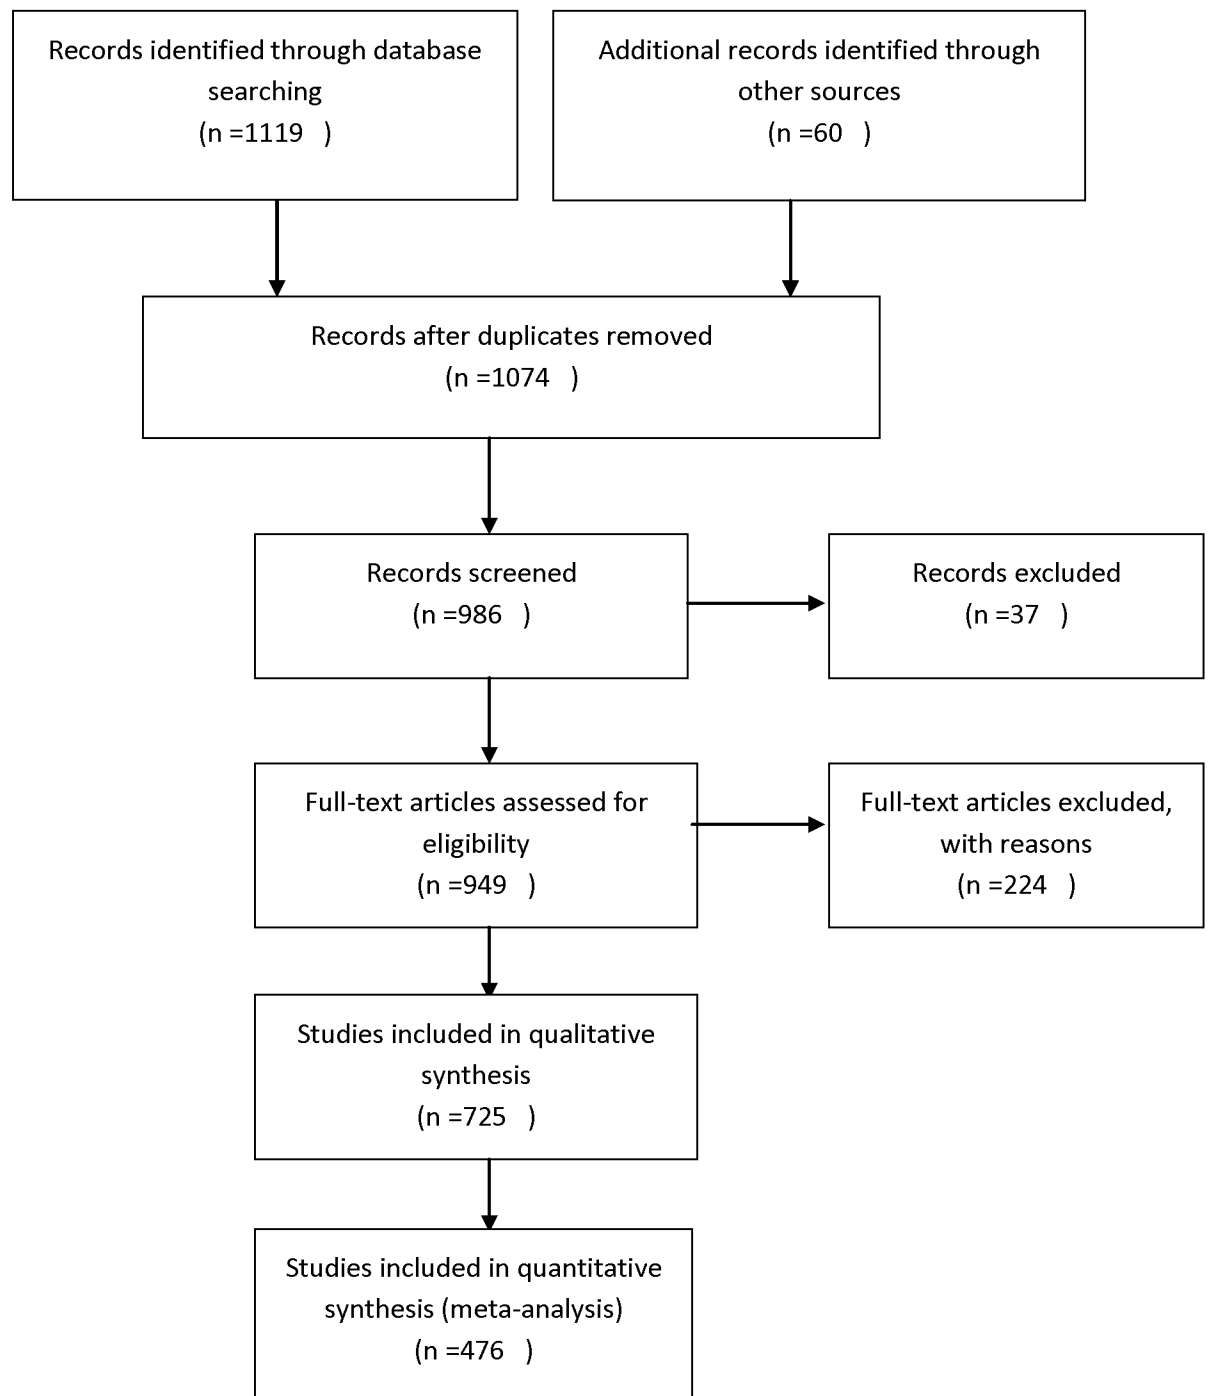 Records identified through database
searching
(n =1119   )
Additional records identified through
other sources
(n =60   )
Records after duplicates removed
(n =1074   )
Records screened
(n =986   )
Records excluded
(n =37   )
Full-text articles assessed for
eligibility
(n =949   )
Full-text articles excluded,
with reasons
(n =224   )
Studies included in qualitative
synthesis
(n =725   )
Studies included in quantitative
synthesis (meta-analysis)
(n =476   )